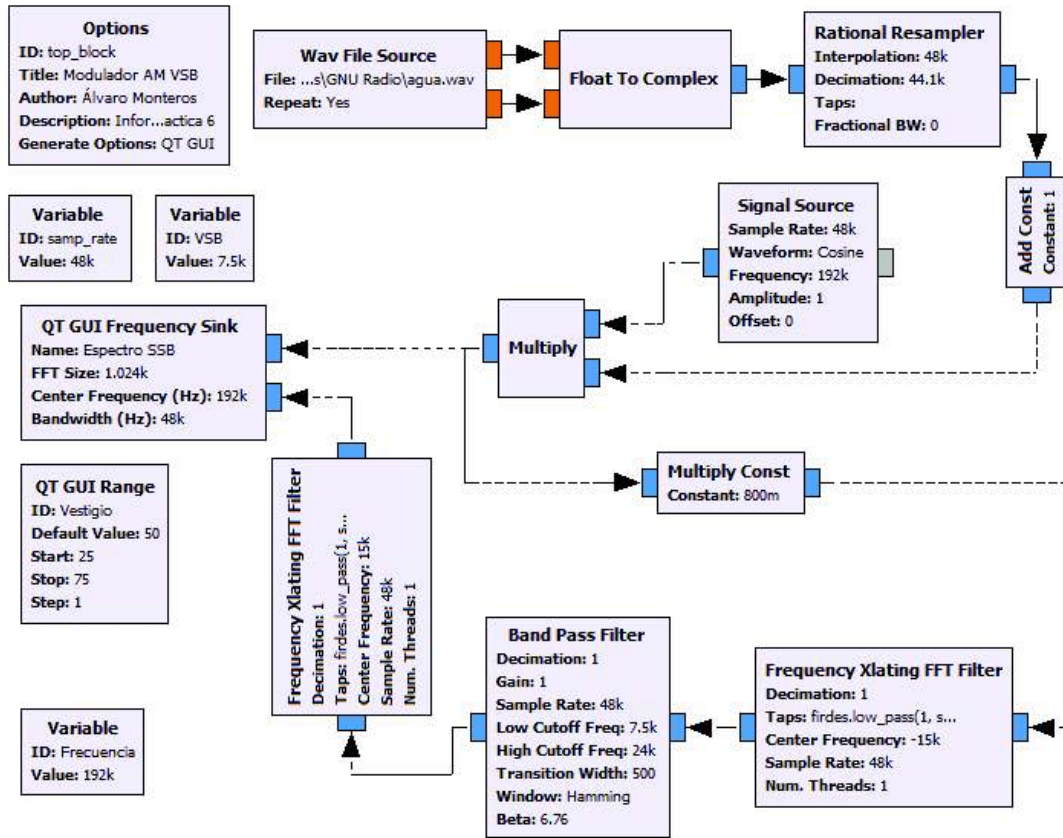 Options
ID: top_block
Title: Modulador AM VSB
Author: Álvaro Monteros
Description: Infor...actica 6
Generate Options: QT GUI
Wav File Source
File: ...s\GNU Radio\agua.wav
Repeat: Yes
Float To Complex
Rational Resampler
Interpolation: 48k
Decimation: 44.1k
Taps:
Fractional BW: 0
Variable
ID: samp_rate
Value: 48k
Variable
ID: VSB
Value: 7.5k
Signal Source
Sample Rate: 48k
Waveform: Cosine
Frequency: 192k
Amplitude: 1
Offset: 0
Add Const
Constant: 1
QT GUI Frequency Sink
Name: Espectro SSB
FFT Size: 1.024k
Center Frequency (Hz): 192k
Bandwidth (Hz): 48k
Multiply
QT GUI Range
ID: Vestigio
Default Value: 50
Start: 25
Stop: 75
Step: 1
Frequency Xlating FFT Filter
Decimation: 1
Taps: firdes.low_pass(1, s...
Center Frequency: 15k
Sample Rate: 48k
Num. Threads: 1
Multiply Const
Constant: 800m
Band Pass Filter
Decimation: 1
Gain: 1
Sample Rate: 48k
Low Cutoff Freq: 7.5k
High Cutoff Freq: 24k
Transition Width: 500
Window: Hamming
Beta: 6.76
Frequency Xlating FFT Filter
Decimation: 1
Taps: firdes.low_pass(1, s...
Center Frequency: -15k
Sample Rate: 48k
Num. Threads: 1
Variable
ID: Frecuencia
Value: 192k